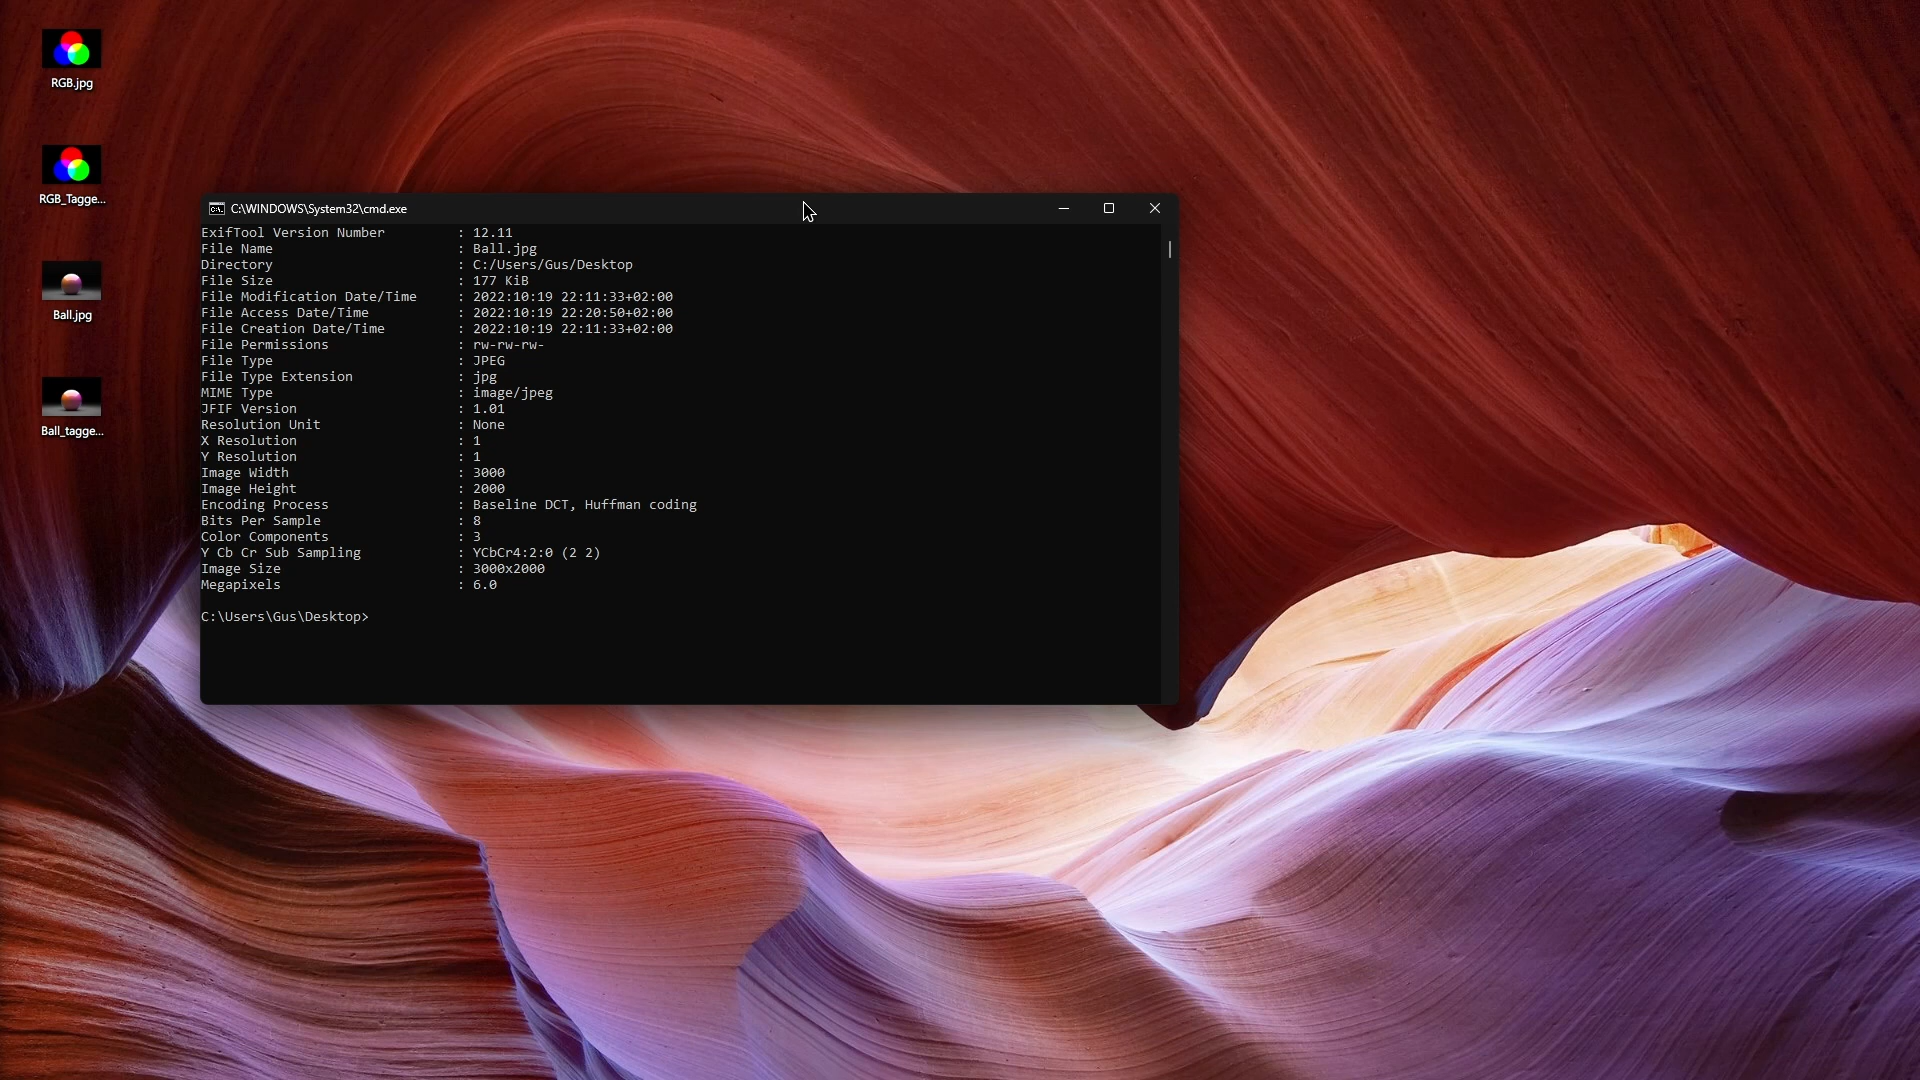 RGB.jpg
RGB_Tagge...
Ball.jpg
Ball_tagge...
C:\WINDOWS\System32\cmd.exe
ExifTool Version Number : 12.11
File Name : Ball.jpg
Directory : C:/Users/Gus/Desktop
File Size : 177 KiB
File Modification Date/Time : 2022:10:19 22:11:33+02:00
File Access Date/Time : 2022:10:19 22:20:50+02:00
File Creation Date/Time : 2022:10:19 22:11:33+02:00
File Permissions : rw-rw-rw-
File Type : JPEG
File Type Extension : jpg
MIME Type : image/jpeg
JFIF Version : 1.01
Resolution Unit : None
X Resolution : 1
Y Resolution : 1
Image Width : 3000
Image Height : 2000
Encoding Process : Baseline DCT, Huffman coding
Bits Per Sample : 8
Color Components : 3
Y Cb Cr Sub Sampling : YCbCr4:2:0 (2 2)
Image Size : 3000x2000
Megapixels : 6.0
C:\Users\Gus\Desktop>